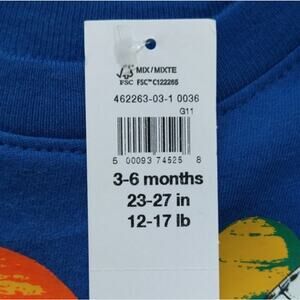 MIX/MIXTE
FSC FSC™ C122265
462263-03-1 0036
G11
5 00093 74525 8
3-6 months
23-27 in
12-17 lb